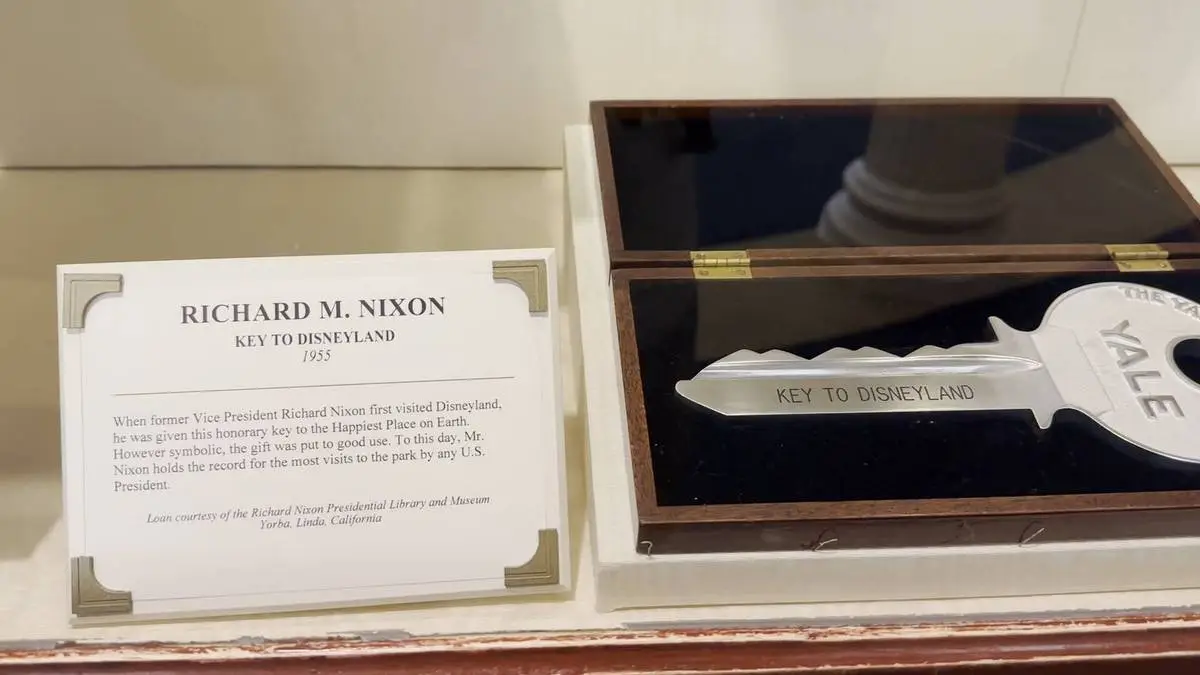 RICHARD M. NIXON
KEY TO DISNEYLAND
1955
When former Vice President Richard Nixon first visited Disneyland,
he was given this honorary key to the Happiest Place on Earth.
However symbolic, the gift was put to good use. To this day, Mr.
Nixon holds the record for the most visits to the park by any U.S.
President.
Loan courtesy of the Richard Nixon Presidential Library and Museum
Yorba, Linda, California
KEY TO DISNEYLAND
THE YA
YALE